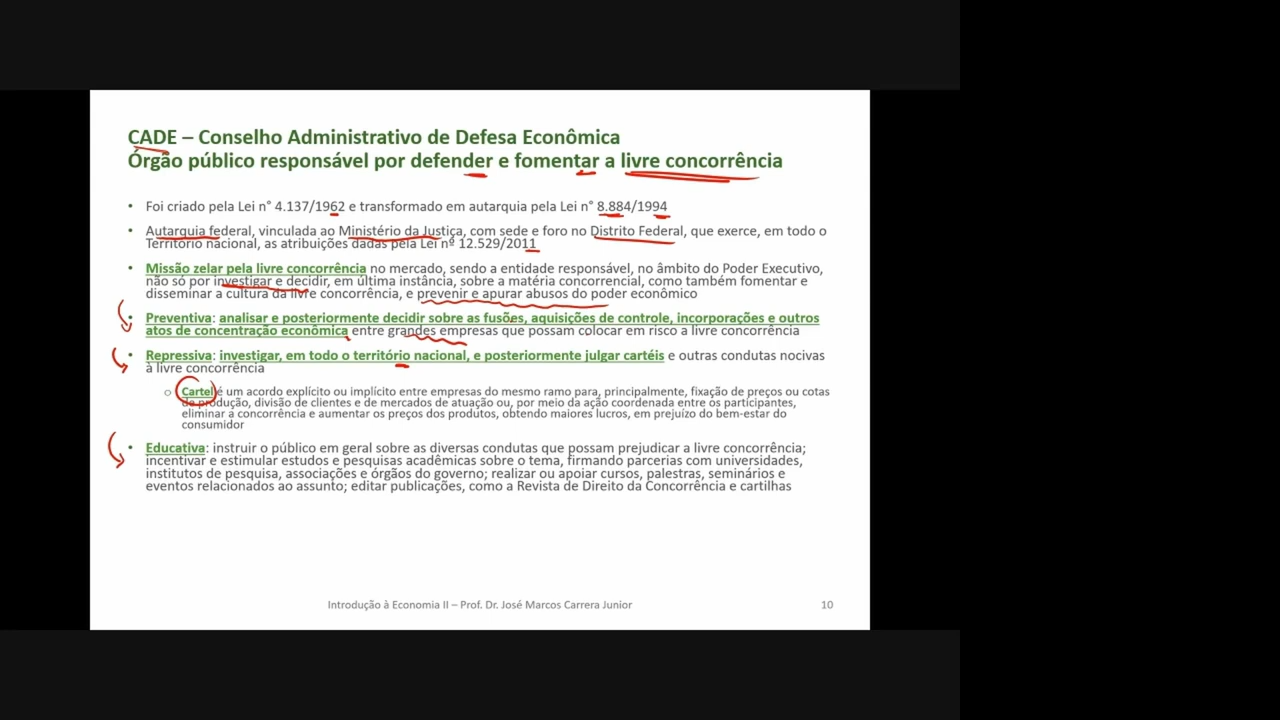 CADE – Conselho Administrativo de Defesa Econômica
Órgão público responsável por defender e fomentar a livre concorrência
• Foi criado pela Lei n° 4.137/1962 e transformado em autarquia pela Lei n° 8.884/1994
• Autarquia federal, vinculada ao Ministério da Justiça, com sede e foro no Distrito Federal, que exerce, em todo o
Território nacional, as atribuições dadas pela Lei nº 12.529/2011
• Missão zelar pela livre concorrência no mercado, sendo a entidade responsável, no âmbito do Poder Executivo,
não só por investigar e decidir, em última instância, sobre a matéria concorrencial, como também fomentar e
disseminar a cultura da livre concorrência, e prevenir e apurar abusos do poder econômico
• Preventiva: analisar e posteriormente decidir sobre as fusões, aquisições de controle, incorporações e outros
atos de concentração econômica entre grandes empresas que possam colocar em risco a livre concorrência
• Repressiva: investigar, em todo o território nacional, e posteriormente julgar cartéis e outras condutas nocivas
à livre concorrência
o Cartel é um acordo explícito ou implícito entre empresas do mesmo ramo para, principalmente, fixação de preços ou cotas
de produção, divisão de clientes e de mercados de atuação ou, por meio da ação coordenada entre os participantes,
eliminar a concorrência e aumentar os preços dos produtos, obtendo maiores lucros, em prejuízo do bem-estar do
consumidor
• Educativa: instruir o público em geral sobre as diversas condutas que possam prejudicar a livre concorrência;
incentivar e estimular estudos e pesquisas acadêmicas sobre o tema, firmando parcerias com universidades,
institutos de pesquisa, associações e órgãos do governo; realizar ou apoiar cursos, palestras, seminários e
eventos relacionados ao assunto; editar publicações, como a Revista de Direito da Concorrência e cartilhas
Introdução à Economia II – Prof. Dr. José Marcos Carrera Junior
10